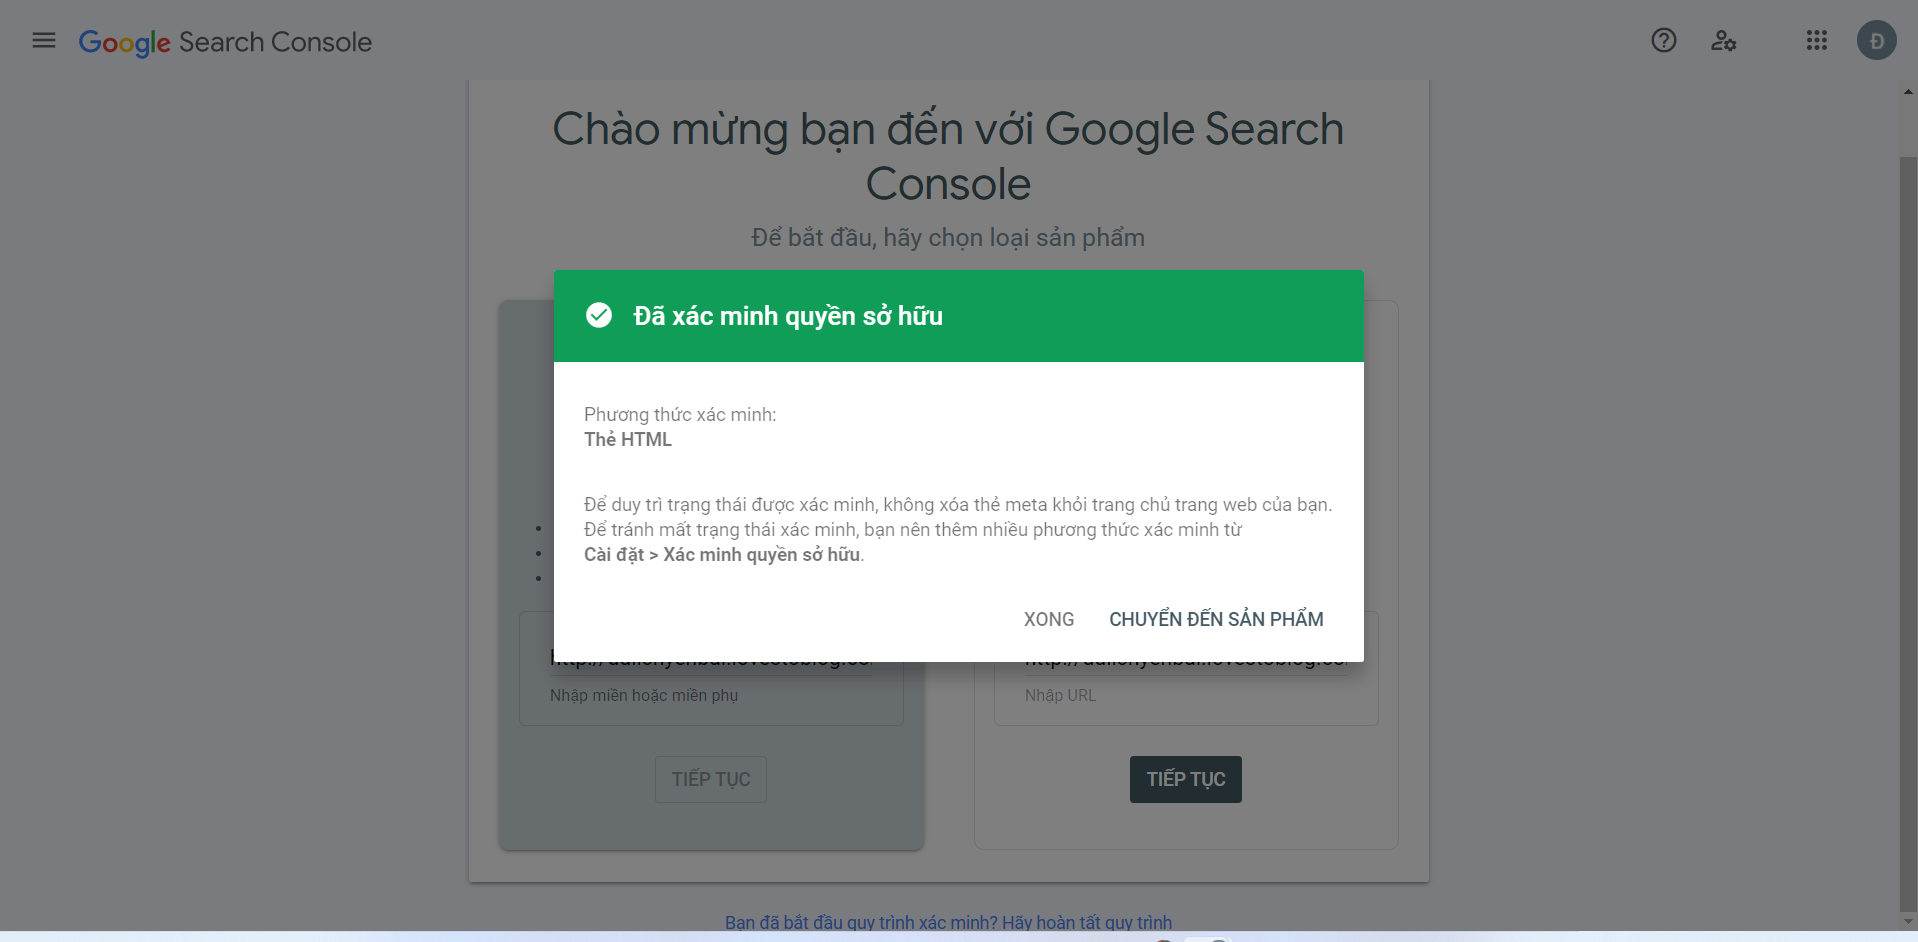 Google Search Console
Đ
Chào mừng bạn đến với Google Search
Console
Để bắt đầu, hãy chọn loại sản phẩm
Đã xác minh quyền sở hữu
Phương thức xác minh:
Thẻ HTML
Để duy trì trạng thái được xác minh, không xóa thẻ meta khỏi trang chủ trang web của bạn.
Để tránh mất trạng thái xác minh, bạn nên thêm nhiều phương thức xác minh từ
Cài đặt > Xác minh quyền sở hữu.
XONG CHUYỂN ĐẾN SẢN PHẨM
Nhập miền hoặc miền phụ
Nhập URL
TIẾP TỤC
TIẾP TỤC
Bạn đã bắt đầu quy trình xác minh? Hãy hoàn tất quy trình